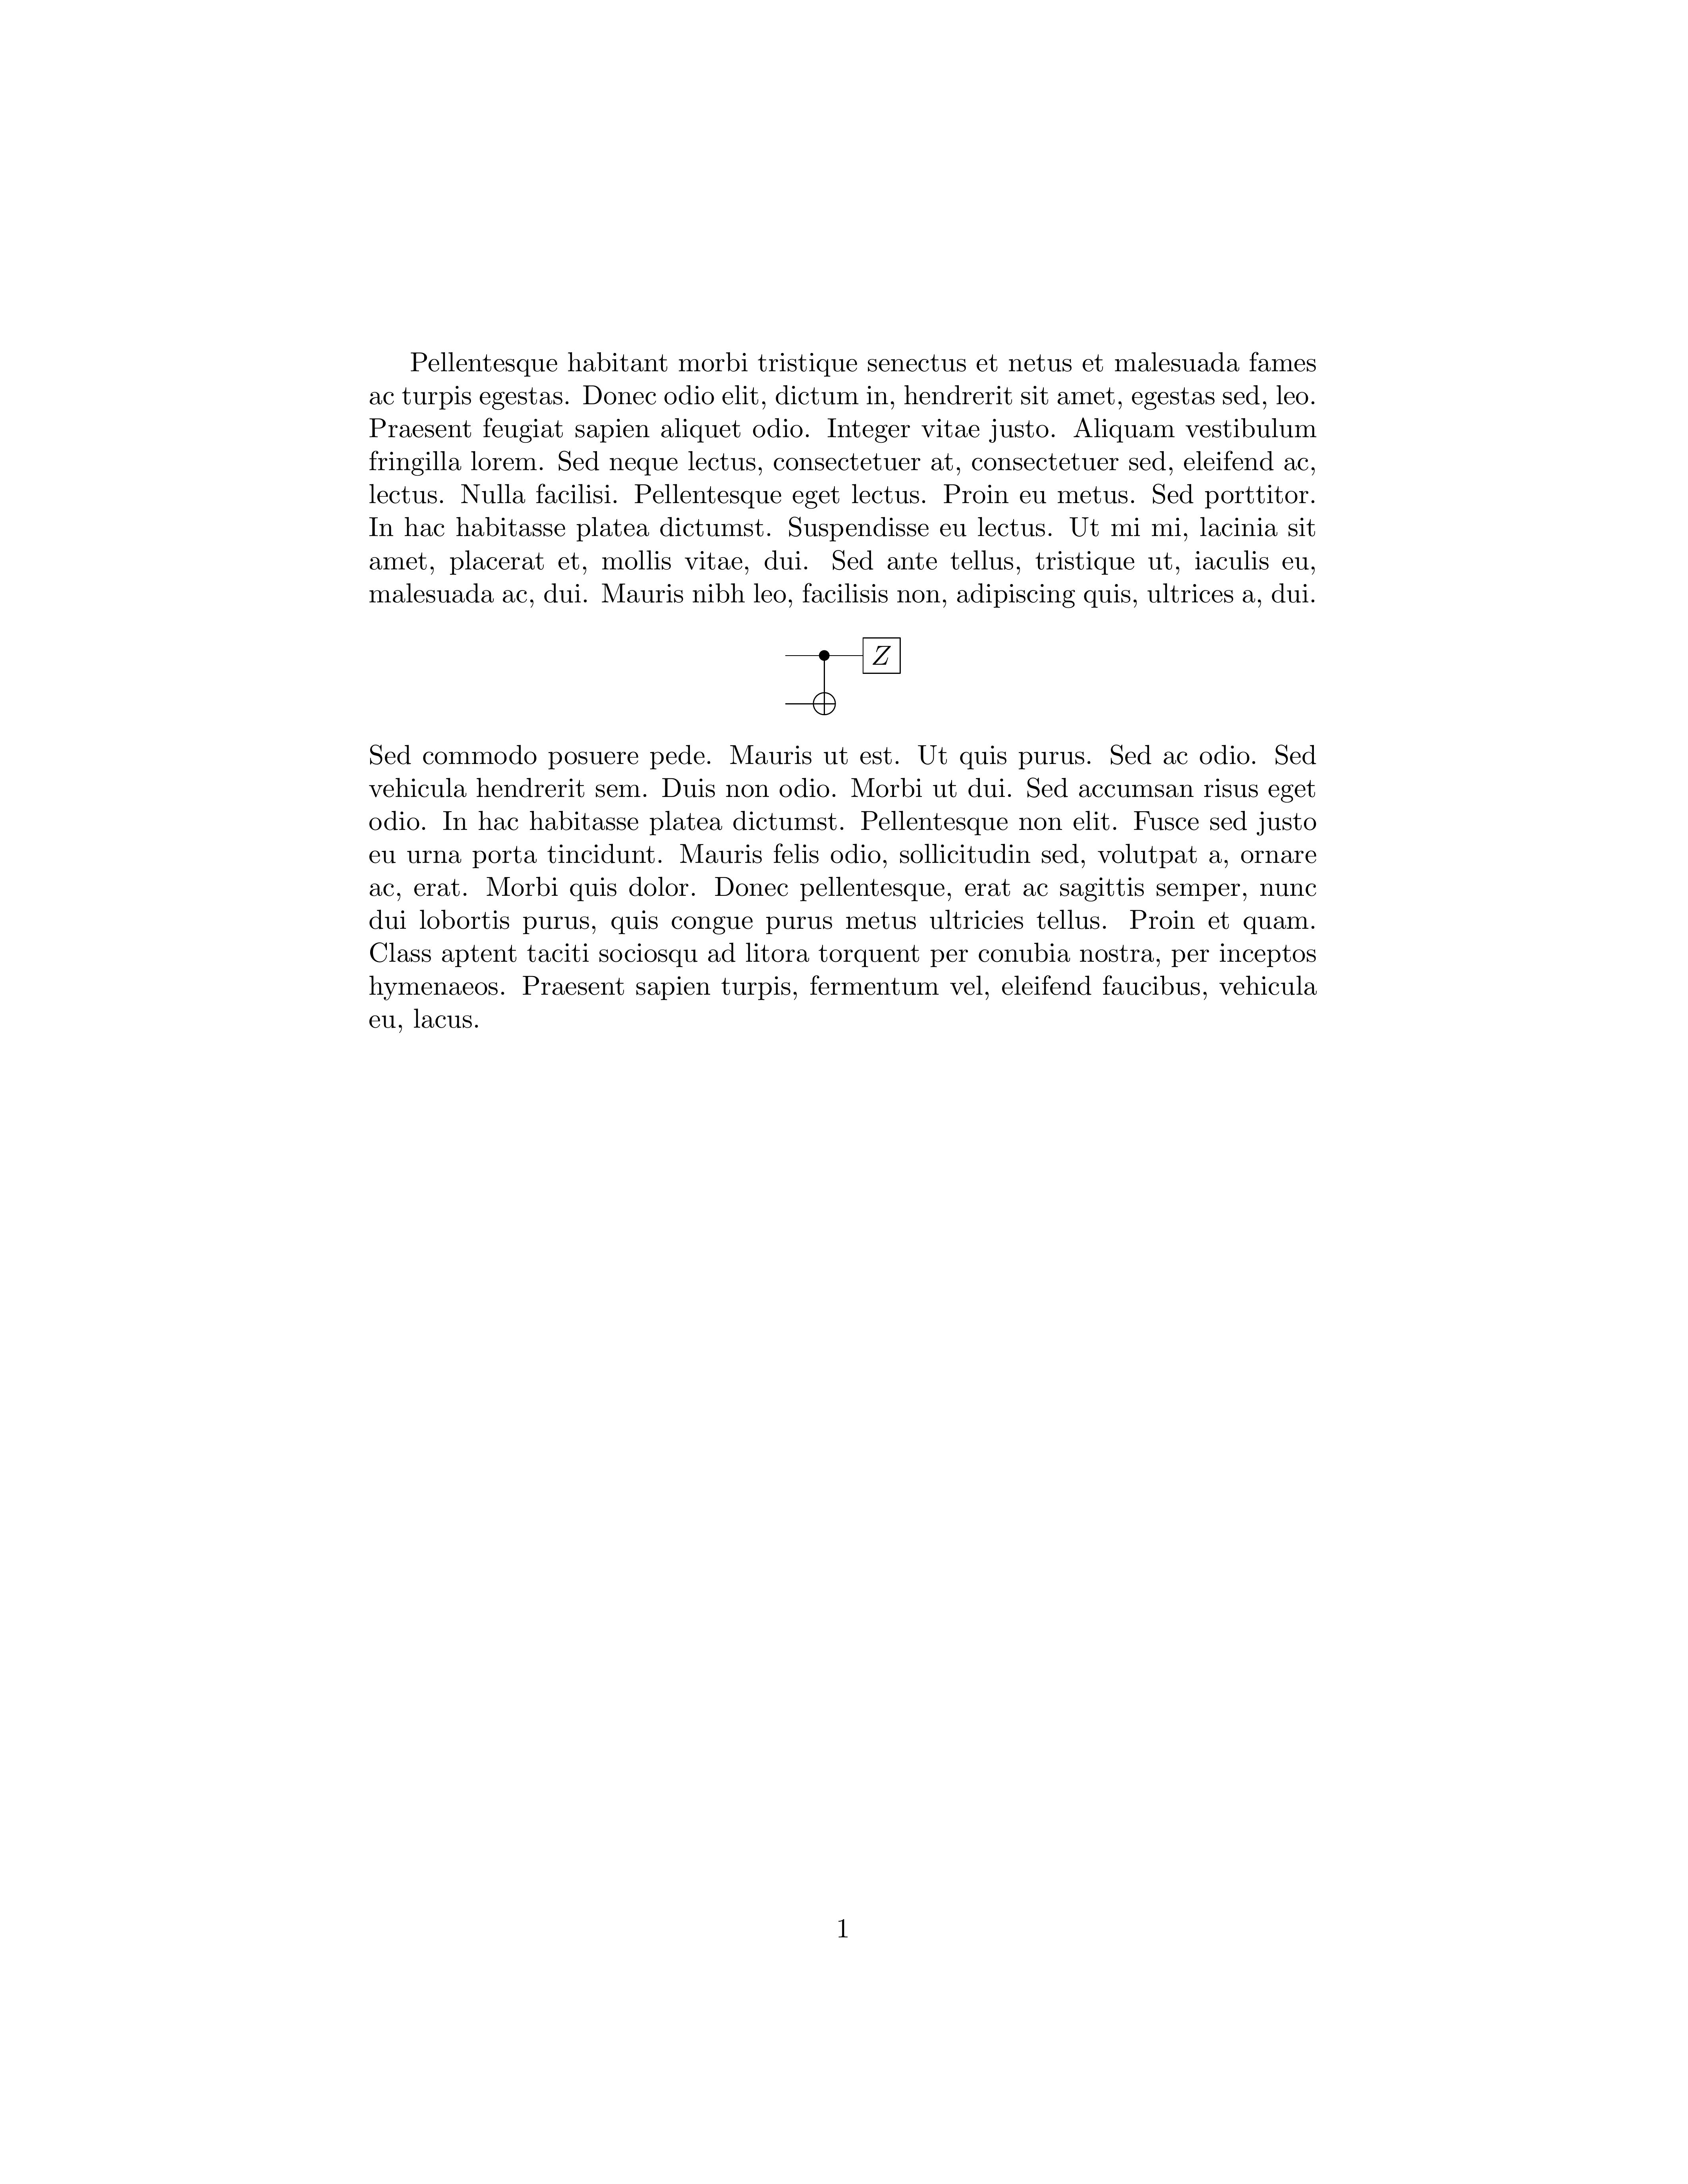 Pellentesque habitant morbi tristique senectus et netus et malesuada fames
ac turpis egestas. Donec odio elit, dictum in, hendrerit sit amet, egestas sed, leo.
Praesent feugiat sapien aliquet odio. Integer vitae justo. Aliquam vestibulum
fringilla lorem. Sed neque lectus, consectetuer at, consectetuer sed, eleifend ac,
lectus. Nulla facilisi. Pellentesque eget lectus. Proin eu metus. Sed porttitor.
In hac habitasse platea dictumst. Suspendisse eu lectus. Ut mi mi, lacinia sit
amet, placerat et, mollis vitae, dui. Sed ante tellus, tristique ut, iaculis eu,
malesuada ac, dui. Mauris nibh leo, facilisis non, adipiscing quis, ultrices a, dui.
Z
Sed commodo posuere pede. Mauris ut est. Ut quis purus. Sed ac odio. Sed
vehicula hendrerit sem. Duis non odio. Morbi ut dui. Sed accumsan risus eget
odio. In hac habitasse platea dictumst. Pellentesque non elit. Fusce sed justo
eu urna porta tincidunt. Mauris felis odio, sollicitudin sed, volutpat a, ornare
ac, erat. Morbi quis dolor. Donec pellentesque, erat ac sagittis semper, nunc
dui lobortis purus, quis congue purus metus ultricies tellus. Proin et quam.
Class aptent taciti sociosqu ad litora torquent per conubia nostra, per inceptos
hymenaeos. Praesent sapien turpis, fermentum vel, eleifend faucibus, vehicula
eu, lacus.
1